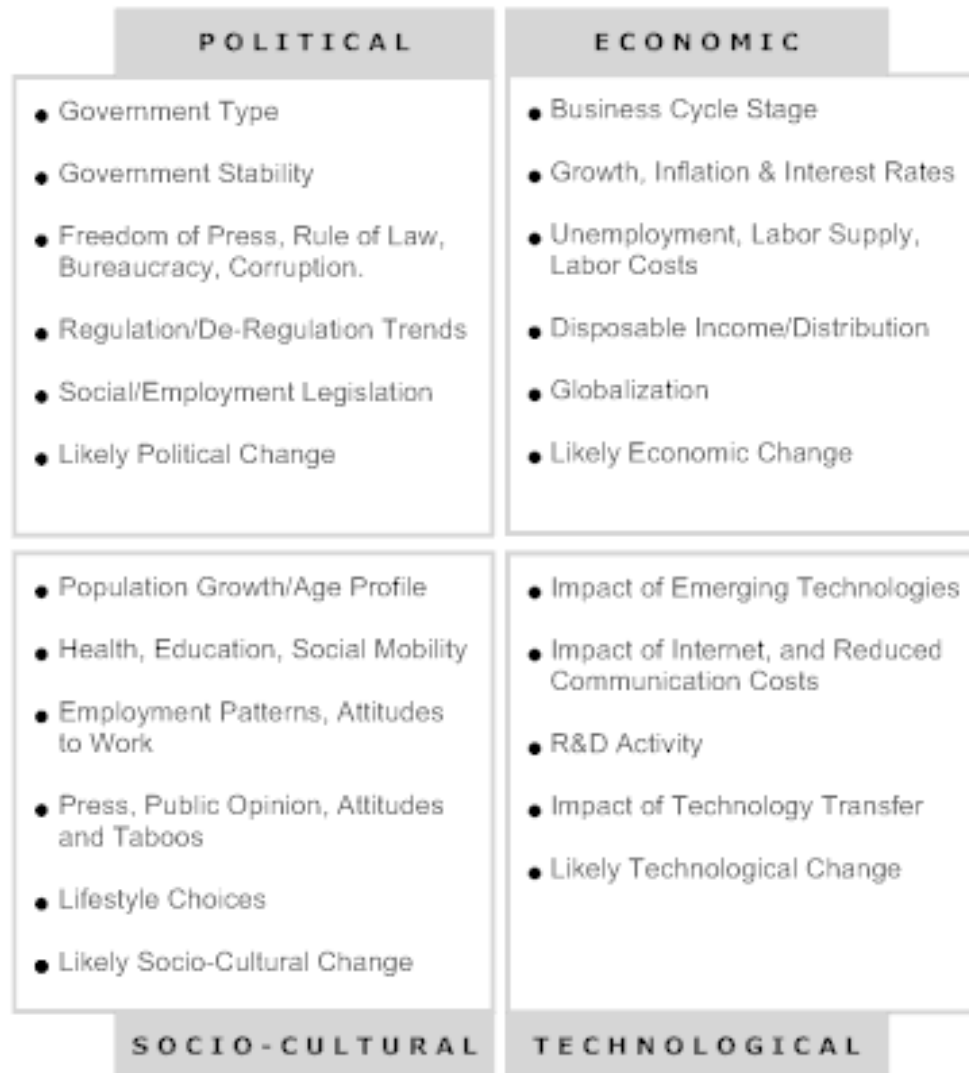 POLITICAL
● Government Type
● Government Stability
● Freedom of Press, Rule of Law,
Bureaucracy, Corruption.
● Regulation/De-Regulation Trends
● Social/Employment Legislation
● Likely Political Change
ECONOMIC
● Business Cycle Stage
● Growth, Inflation & Interest Rates
● Unemployment, Labor Supply,
Labor Costs
● Disposable Income/Distribution
● Globalization
● Likely Economic Change
● Population Growth/Age Profile
● Health, Education, Social Mobility
● Employment Patterns, Attitudes
to Work
● Press, Public Opinion, Attitudes
and Taboos
● Lifestyle Choices
● Likely Socio-Cultural Change
SOCIO-CULTURAL
● Impact of Emerging Technologies
● Impact of Internet, and Reduced
Communication Costs
● R&D Activity
● Impact of Technology Transfer
● Likely Technological Change
TECHNOLOGICAL